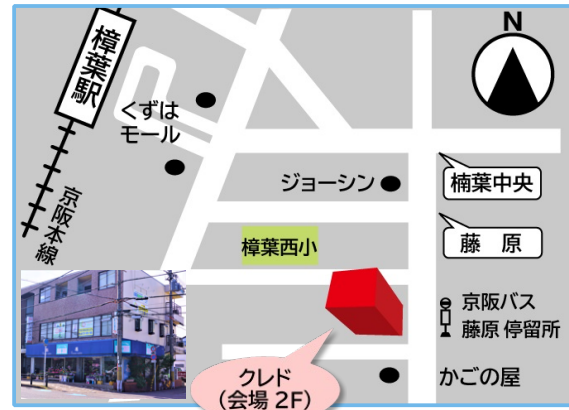 N
樟葉駅
くずは
モール
京阪本線
ジョーシン
楠葉中央
樟葉西小
藤 原
京阪バス
藤原 停留所
クレド
(会場 2F)
かごの屋